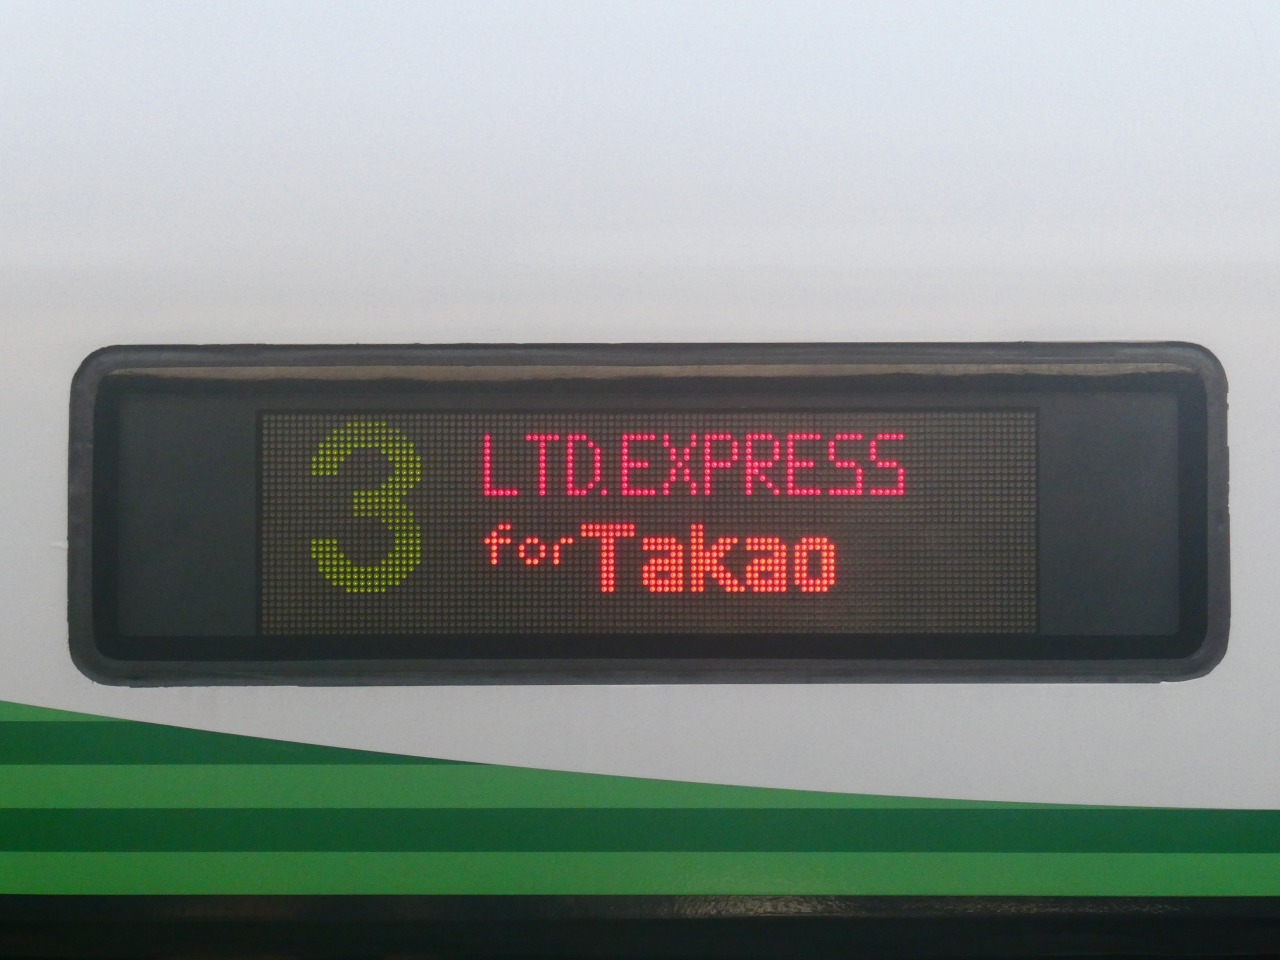 3
LTD.EXPRESS
for Takao